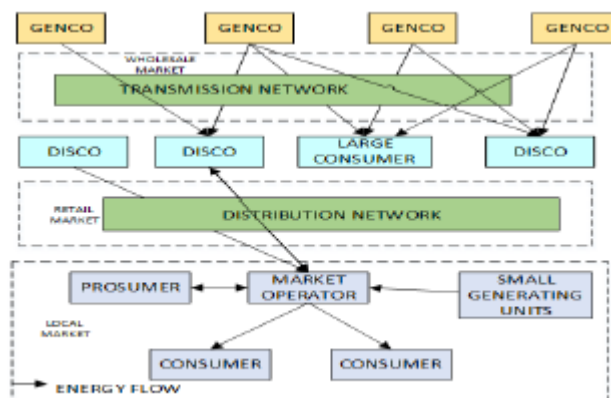 GENCO
GENCO
GENCO
GENCO
WHOLESALE
MARKET
TRANSMISSION NETWORK
DISCO
DISCO
LARGE
CONSUMER
DISCO
RETAIL
MARKET
DISTRIBUTION NETWORK
PROSUMER
MARKET
OPERATOR
SMALL
GENERATING
UNITS
LOCAL
MARKET
CONSUMER
CONSUMER
ENERGY FLOW